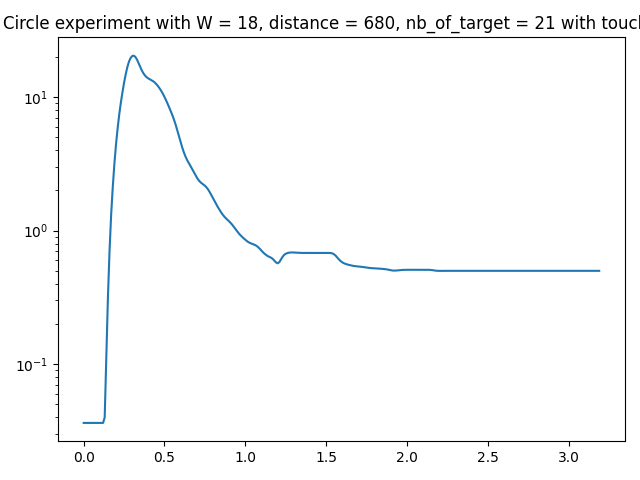 Circle experiment with W = 18, distance = 680, nb_of_target = 21 with touch
10¹
10⁰
10⁻¹
0.0 0.5 1.0 1.5 2.0 2.5 3.0